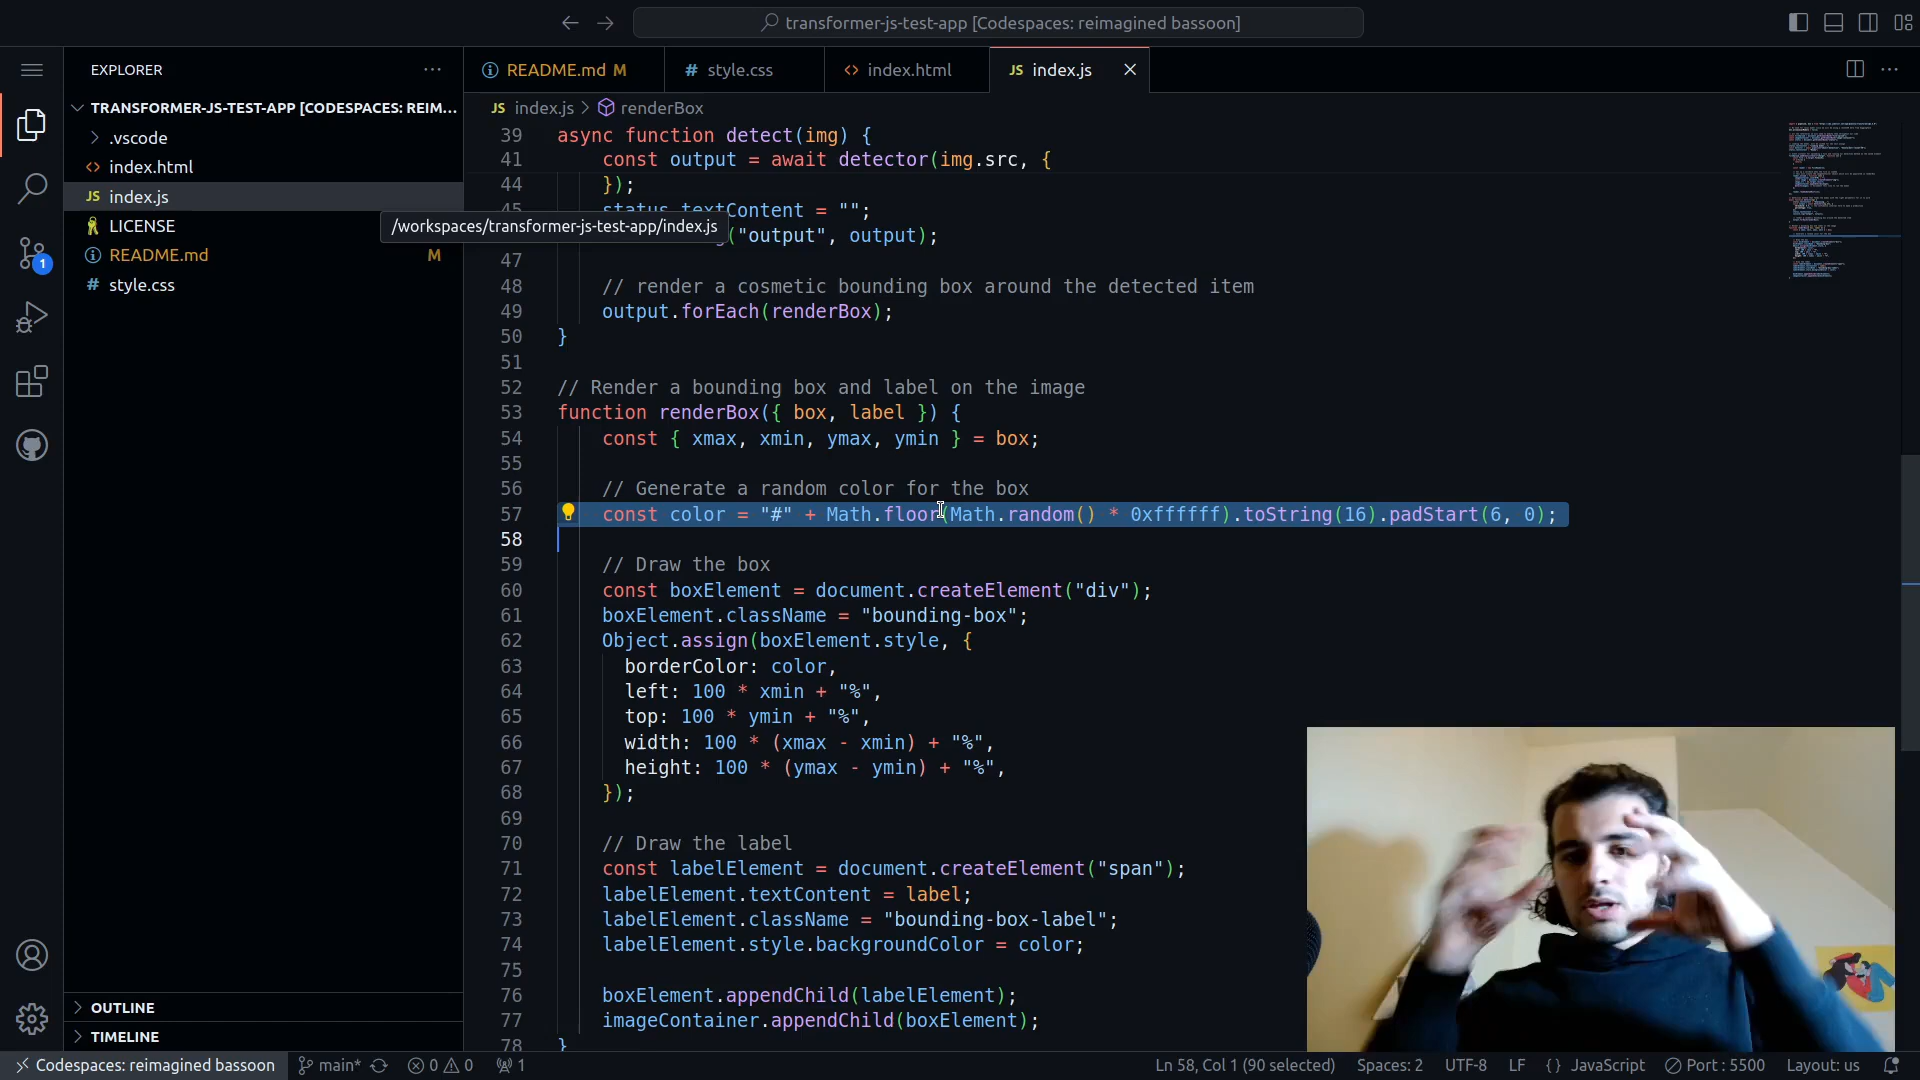 transformer-js-test-app [Codespaces: reimagined bassoon]
EXPLORER
TRANSFORMER-JS-TEST-APP [CODESPACES: REIM...
.vscode
index.html
JS index.js
LICENSE
README.md M
# style.css
/workspaces/transformer-js-test-app/index.js
OUTLINE
TIMELINE
README.md M
# style.css
index.html
JS index.js
JS index.js > renderBox
39 async function detect(img) {
41 const output = await detector(img.src, {
44 });
45 status.textContent = "";
("output", output);
47
48 // render a cosmetic bounding box around the detected item
49 output.forEach(renderBox);
50 }
51
52 // Render a bounding box and label on the image
53 function renderBox({ box, label }) {
54 const { xmax, xmin, ymax, ymin } = box;
55
56 // Generate a random color for the box
57 const color = "#" + Math.floor(Math.random() * 0xffffff).toString(16).padStart(6, 0);
58
59 // Draw the box
60 const boxElement = document.createElement("div");
61 boxElement.className = "bounding-box";
62 Object.assign(boxElement.style, {
63 borderColor: color,
64 left: 100 * xmin + "%",
65 top: 100 * ymin + "%",
66 width: 100 * (xmax - xmin) + "%",
67 height: 100 * (ymax - ymin) + "%",
68 });
69
70 // Draw the label
71 const labelElement = document.createElement("span");
72 labelElement.textContent = label;
73 labelElement.className = "bounding-box-label";
74 labelElement.style.backgroundColor = color;
75
76 boxElement.appendChild(labelElement);
77 imageContainer.appendChild(boxElement);
78 }
1
Codespaces: reimagined bassoon main* 0 0 1 Ln 58, Col 1 (90 selected) Spaces: 2 UTF-8 LF {} JavaScript Port : 5500 Layout: us